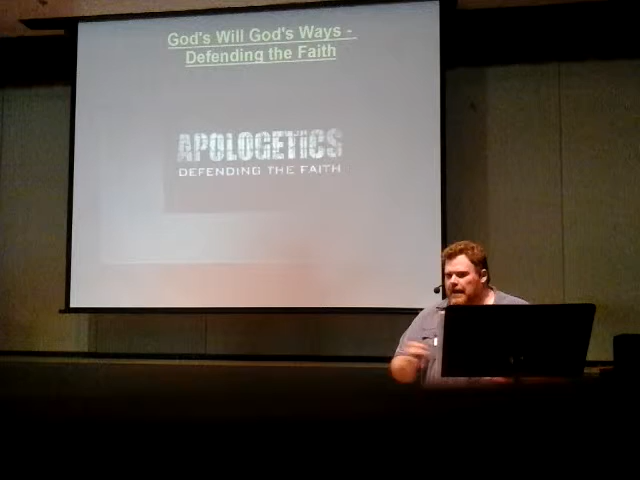 God's Will God's Ways -
Defending the Faith
APOLOGETICS
DEFENDING THE FAITH